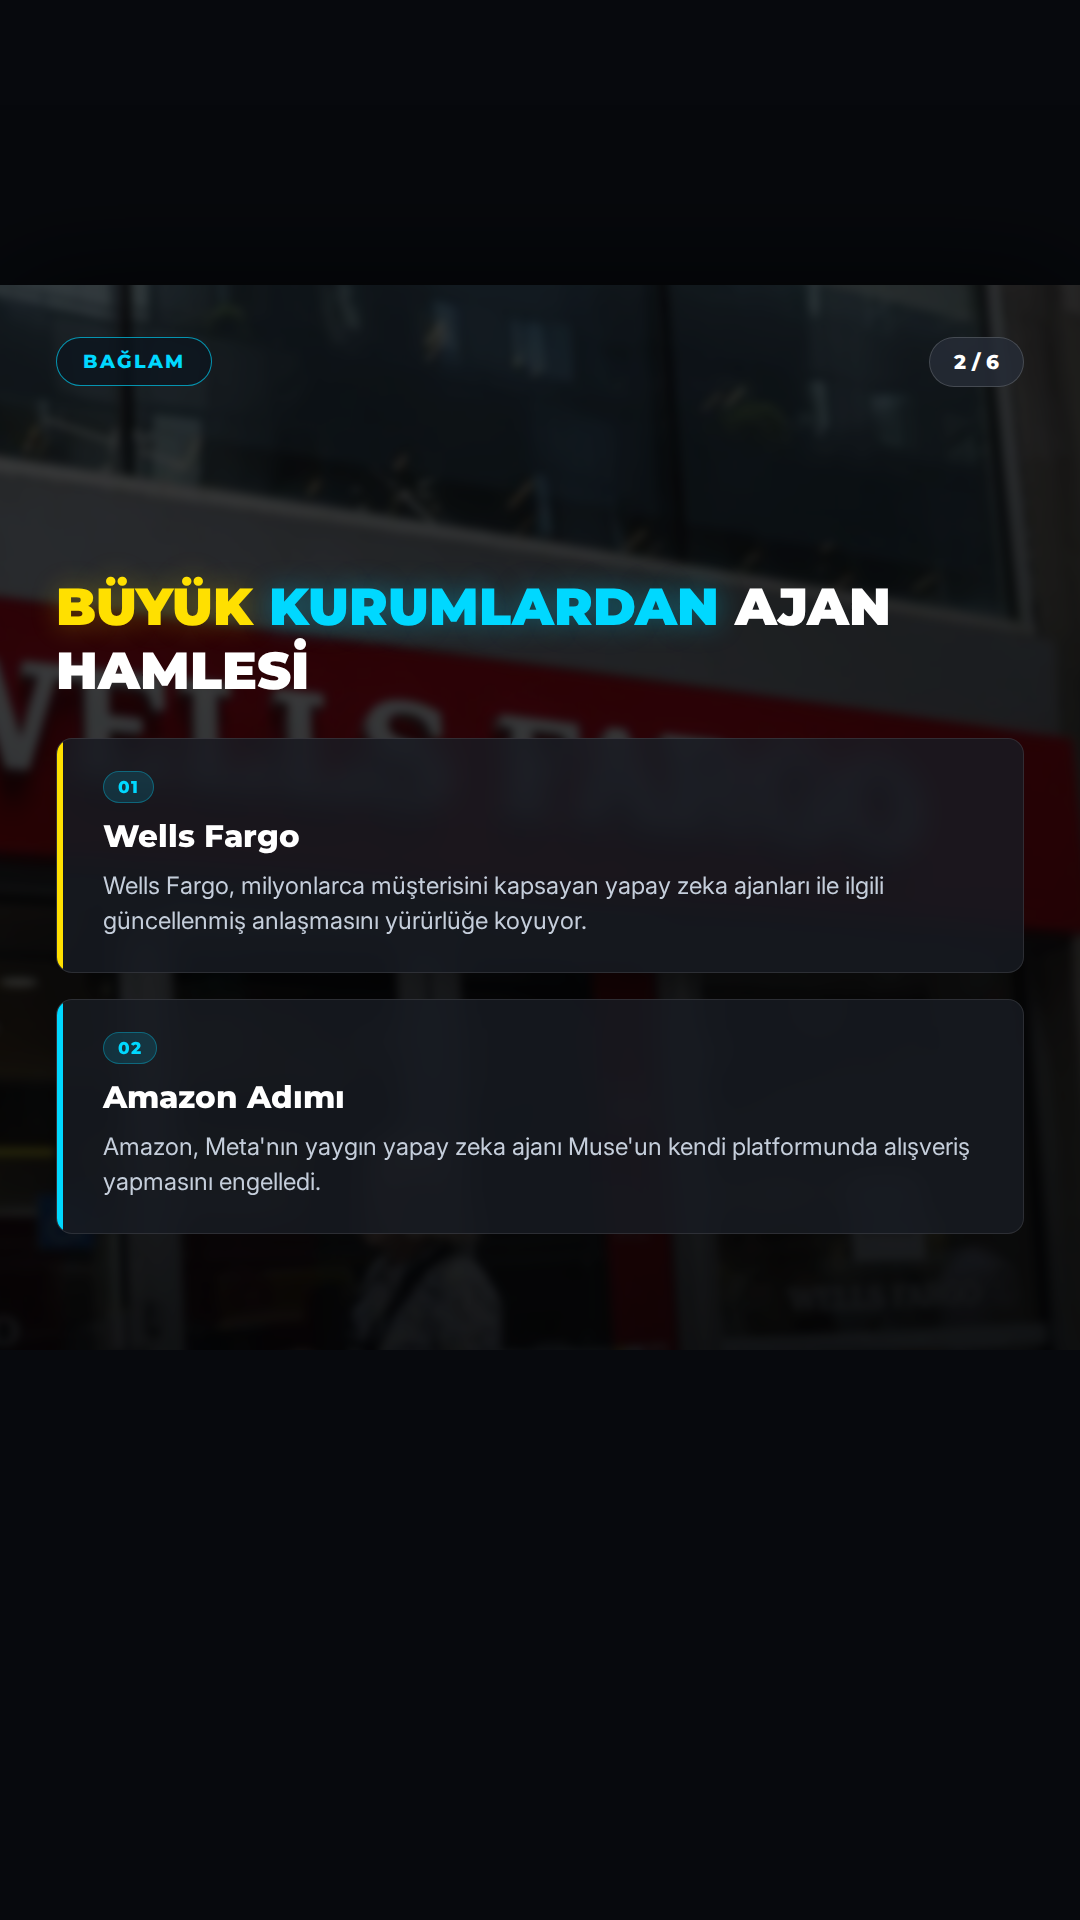 BAĞLAM
2 / 6
BÜYÜK KURUMLARDAN AJAN
HAMLESİ
WELLS FARGO
01
Wells Fargo
Wells Fargo, milyonlarca müşterisini kapsayan yapay zeka ajanları ile ilgili
güncellenmiş anlaşmasını yürürlüğe koyuyor.
02
Amazon Adımı
Amazon, Meta'nın yaygın yapay zeka ajanı Muse'un kendi platformunda alışveriş
yapmasını engelledi.